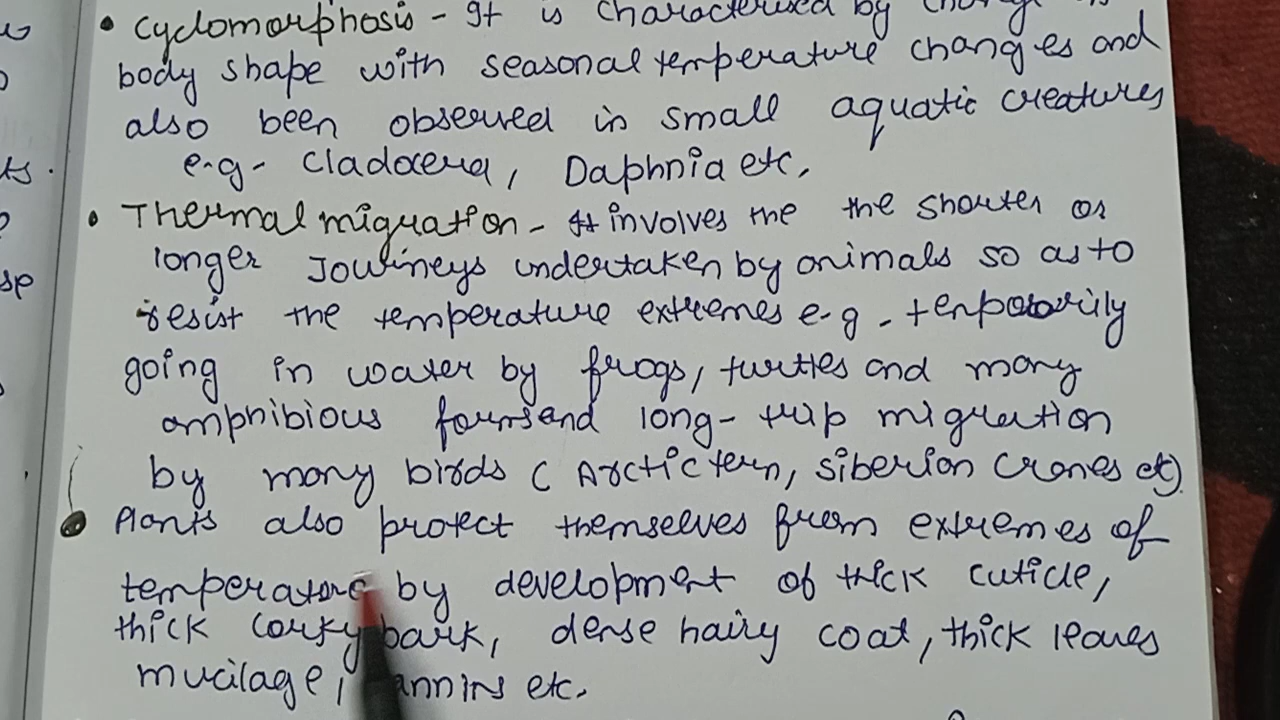 • Cyclomorphosis - It is characterised by change in
body shape with seasonal temperature changes and
also been observed in small aquatic creatures
e.g- Cladocera, Daphnia etc.
• Thermal migration - It involves the the shorter or
longer Journeys undertaken by animals so as to
resist the temperature extremes e.g - temporarily
going in water by frogs, turtles and many
amphibious forms and long-trip migration
by many birds ( Arctic tern, siberian cranes etc)
• Plants also protect themselves from extremes of
temperature by development of thick cuticle,
thick corky bark, dense hairy coat, thick leaves
mucilage, tannins etc.
ts.
sp